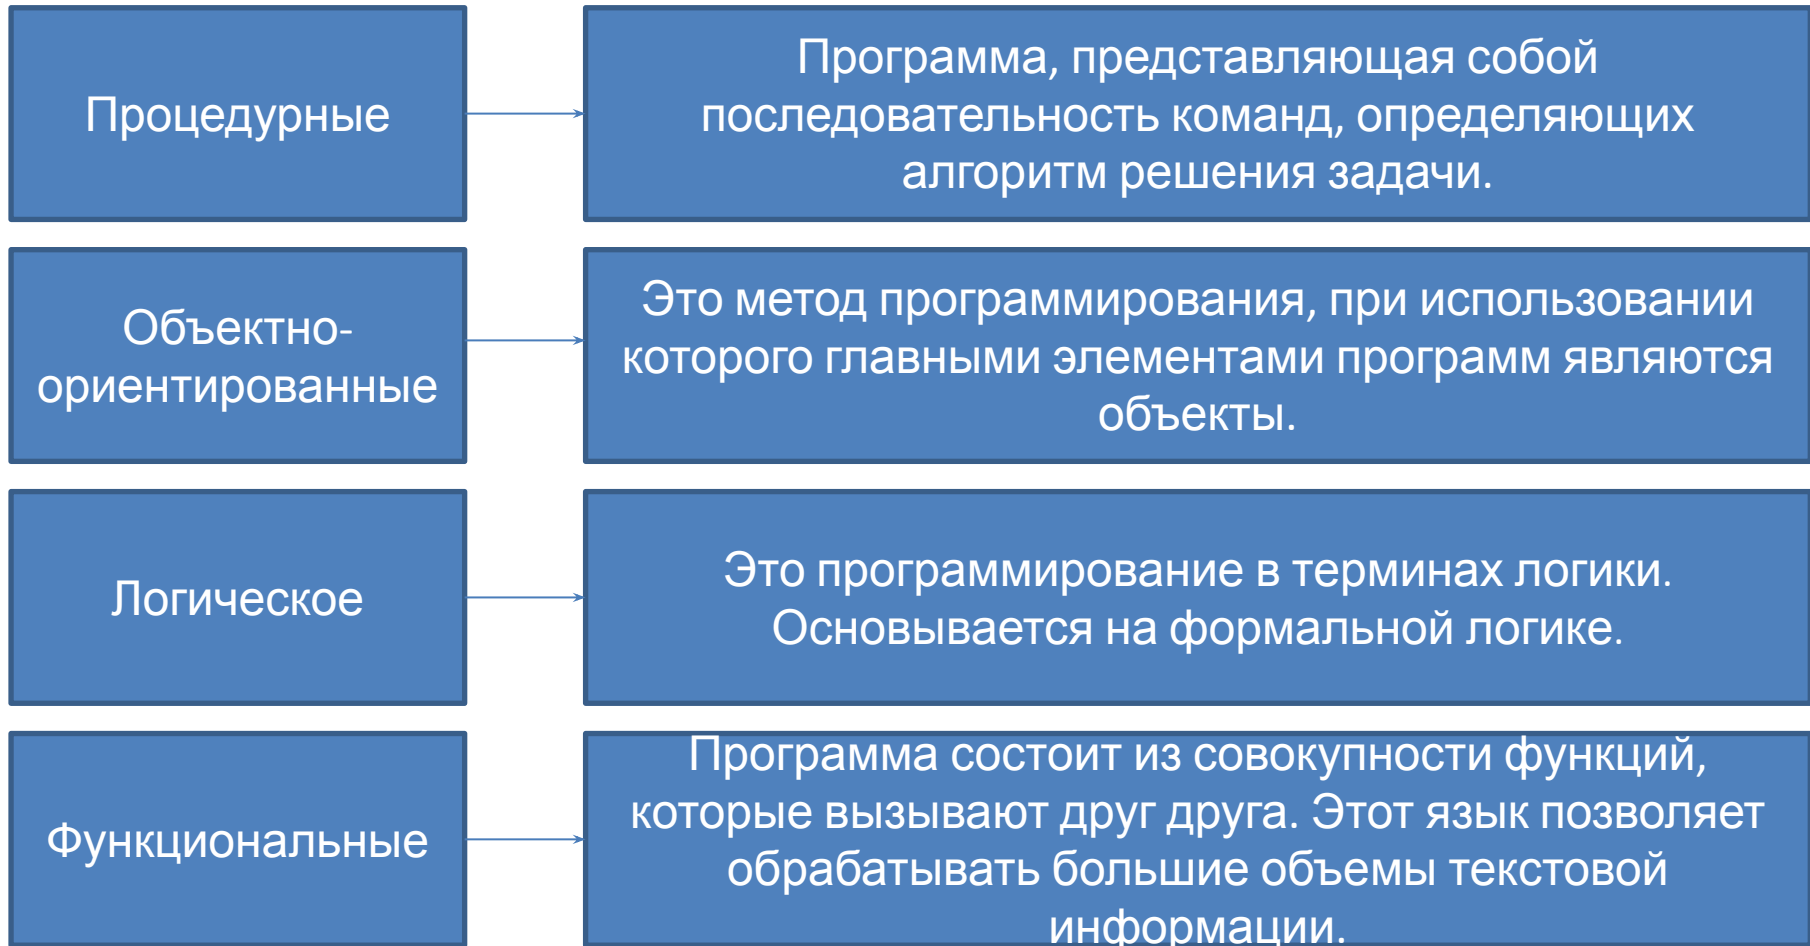 Процедурные
Программа, представляющая собой
последовательность команд, определяющих
алгоритм решения задачи.
Объектно-
ориентированные
Это метод программирования, при использовании
которого главными элементами программ являются
объекты.
Логическое
Это программирование в терминах логики.
Основывается на формальной логике.
Функциональные
Программа состоит из совокупности функций,
которые вызывают друг друга. Этот язык позволяет
обрабатывать большие объемы текстовой
информации.